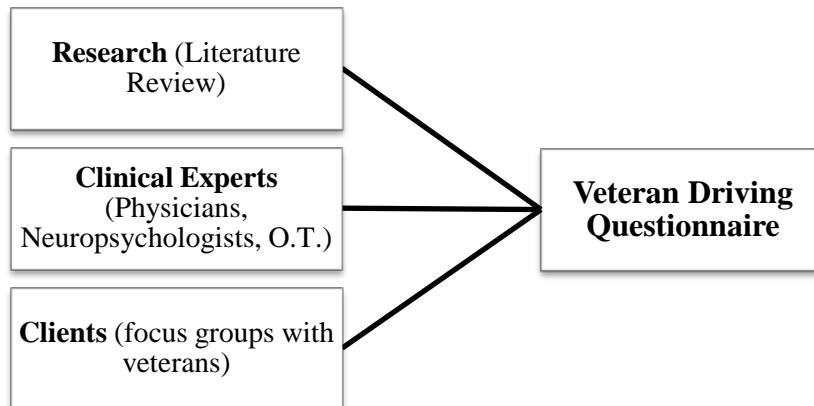 Research (Literature
Review)
Clinical Experts
(Physicians,
Neuropsychologists, O.T.)
Clients (focus groups with
veterans)
Veteran Driving
Questionnaire